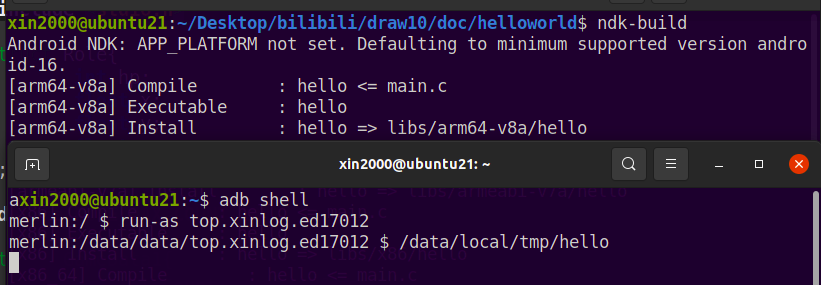 xin2000@ubuntu21:~/Desktop/bilibili/draw10/doc/helloworld$ ndk-build
Android NDK: APP_PLATFORM not set. Defaulting to minimum supported version andro
id-16.
[arm64-v8a] Compile        : hello <= main.c
[arm64-v8a] Executable     : hello
[arm64-v8a] Install        : hello => libs/arm64-v8a/hello
xin2000@ubuntu21: ~
axin2000@ubuntu21:~$ adb shell
merlin:/ $ run-as top.xinlog.ed17012
merlin:/data/data/top.xinlog.ed17012 $ /data/local/tmp/hello